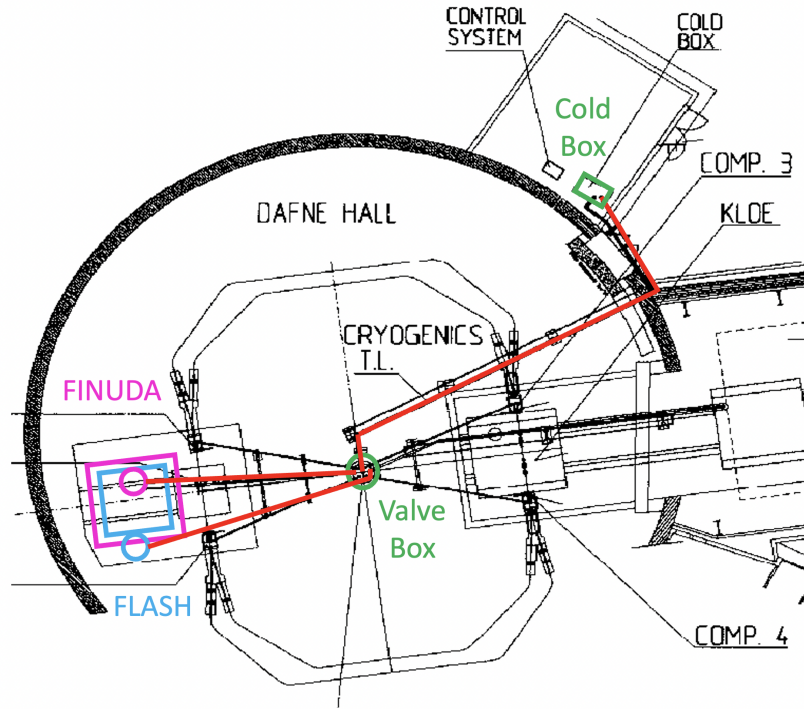 CONTROL
SYSTEM
COLD
BOX
Cold
Box
COMP. 3
KLOE
DAFNE HALL
CRYOGENICS
T.L.
FINUDA
Valve
Box
FLASH
COMP. 4